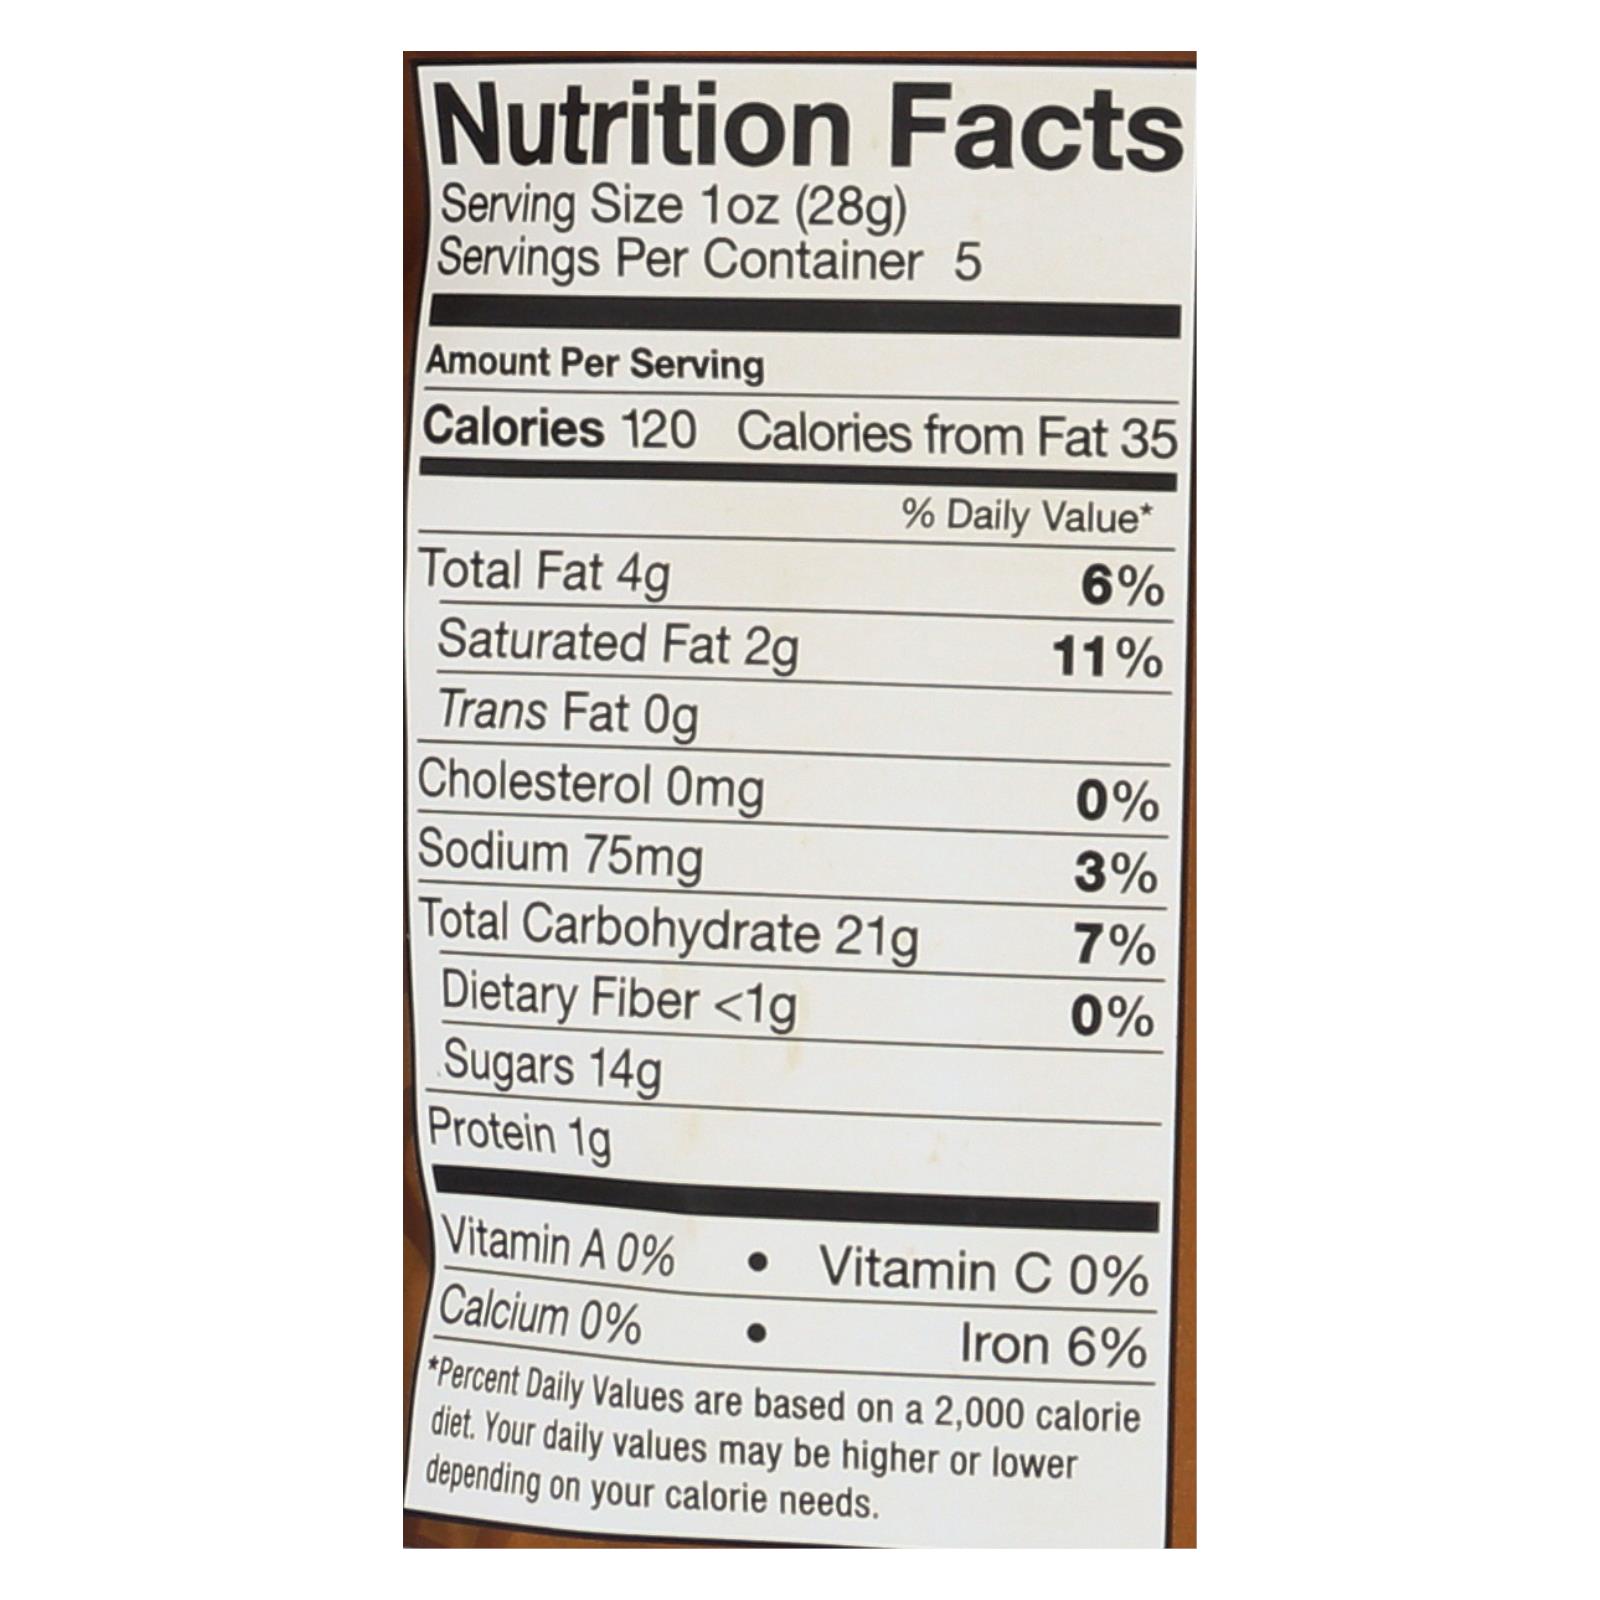 Nutrition Facts
Serving Size 1oz (28g)
Servings Per Container 5
Amount Per Serving
Calories 120 Calories from Fat 35
% Daily Value*
Total Fat 4g 6%
Saturated Fat 2g 11%
Trans Fat 0g
Cholesterol 0mg 0%
Sodium 75mg 3%
Total Carbohydrate 21g 7%
Dietary Fiber <1g 0%
Sugars 14g
Protein 1g
Vitamin A 0% • Vitamin C 0%
Calcium 0% • Iron 6%
*Percent Daily Values are based on a 2,000 calorie
diet. Your daily values may be higher or lower
depending on your calorie needs.